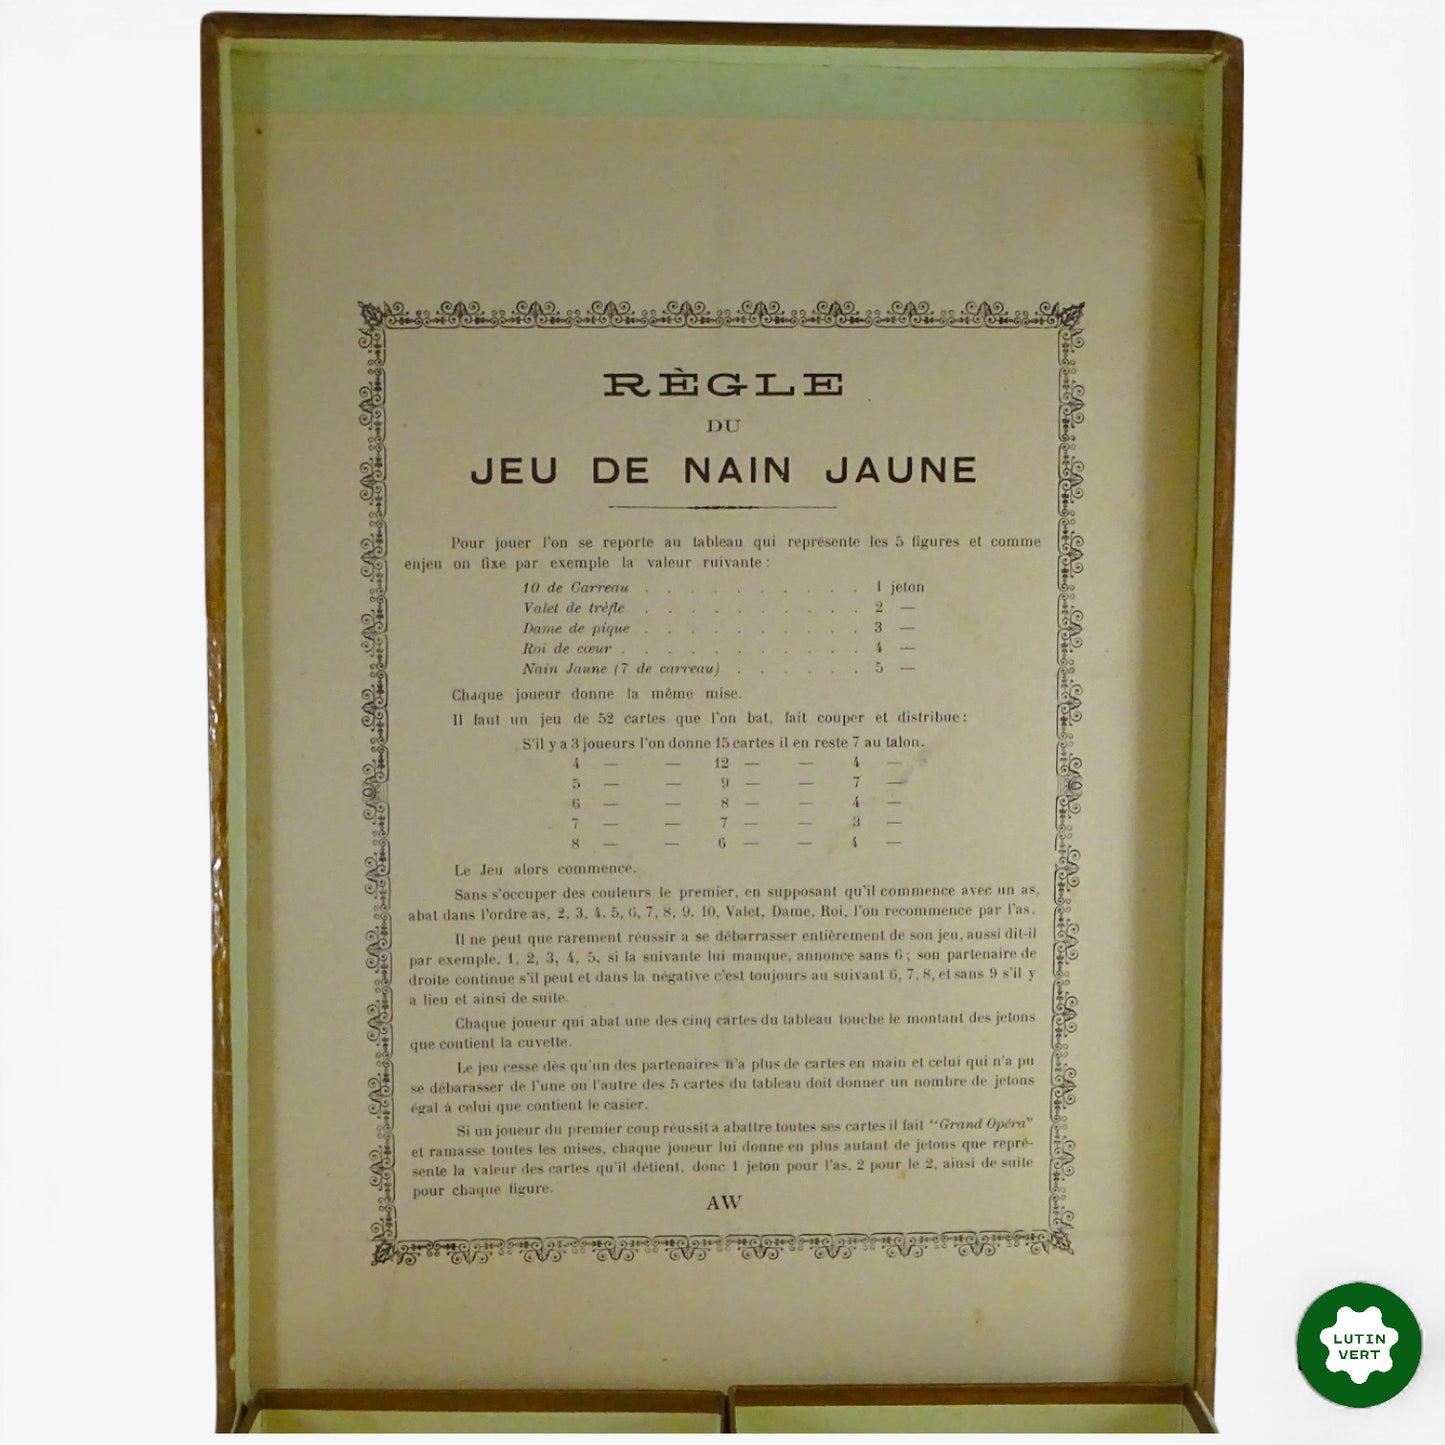 RÈGLE
DU
JEU DE NAIN JAUNE
Pour jouer l'on se reporte au tableau qui représente les 5 figures et comme
enjeu on fixe par exemple la valeur ruivante :
10 de Carreau . . . . . . . . . . 1 jeton
Valet de trèfle . . . . . . . . . . 2 —
Dame de pique . . . . . . . . . . 3 —
Roi de cœur . . . . . . . . . . . 4 —
Nain Jaune (7 de carreau) . . . . . . 5 —
Chaque joueur donne la même mise.
Il faut un jeu de 52 cartes que l'on bat, fait couper et distribue :
S'il y a 3 joueurs l'on donne 15 cartes il en reste 7 au talon.
4 — — 12 — — 4 —
5 — — 9 — — 7 —
6 — — 8 — — 4 —
7 — — 7 — — 3 —
8 — — 6 — — 4 —
Le Jeu alors commence.
Sans s'occuper des couleurs le premier, en supposant qu'il commence avec un as,
abat dans l'ordre as, 2, 3, 4, 5, 6, 7, 8, 9. 10, Valet, Dame, Roi, l'on recommence par l'as.
Il ne peut que rarement réussir a se débarrasser entièrement de son jeu, aussi dit-il
par exemple, 1, 2, 3, 4, 5, si la suivante lui manque, annonce sans 6 ; son partenaire de
droite continue s'il peut et dans la négative c'est toujours au suivant 6, 7, 8, et sans 9 s'il y
a lieu et ainsi de suite.
Chaque joueur qui abat une des cinq cartes du tableau touche le montant des jetons
que contient la cuvette.
Le jeu cesse dès qu'un des partenaires n'a plus de cartes en main et celui qui n'a pu
se débarasser de l'une ou l'autre des 5 cartes du tableau doit donner un nombre de jetons
égal à celui que contient le casier.
Si un joueur du premier coup réussit à abattre toutes ses cartes il fait "Grand Opéra"
et ramasse toutes les mises, chaque joueur lui donne en plus autant de jetons que repré-
sente la valeur des cartes qu'il détient, donc 1 jeton pour l'as, 2 pour le 2, ainsi de suite
pour chaque figure.
AW
LUTIN
VERT